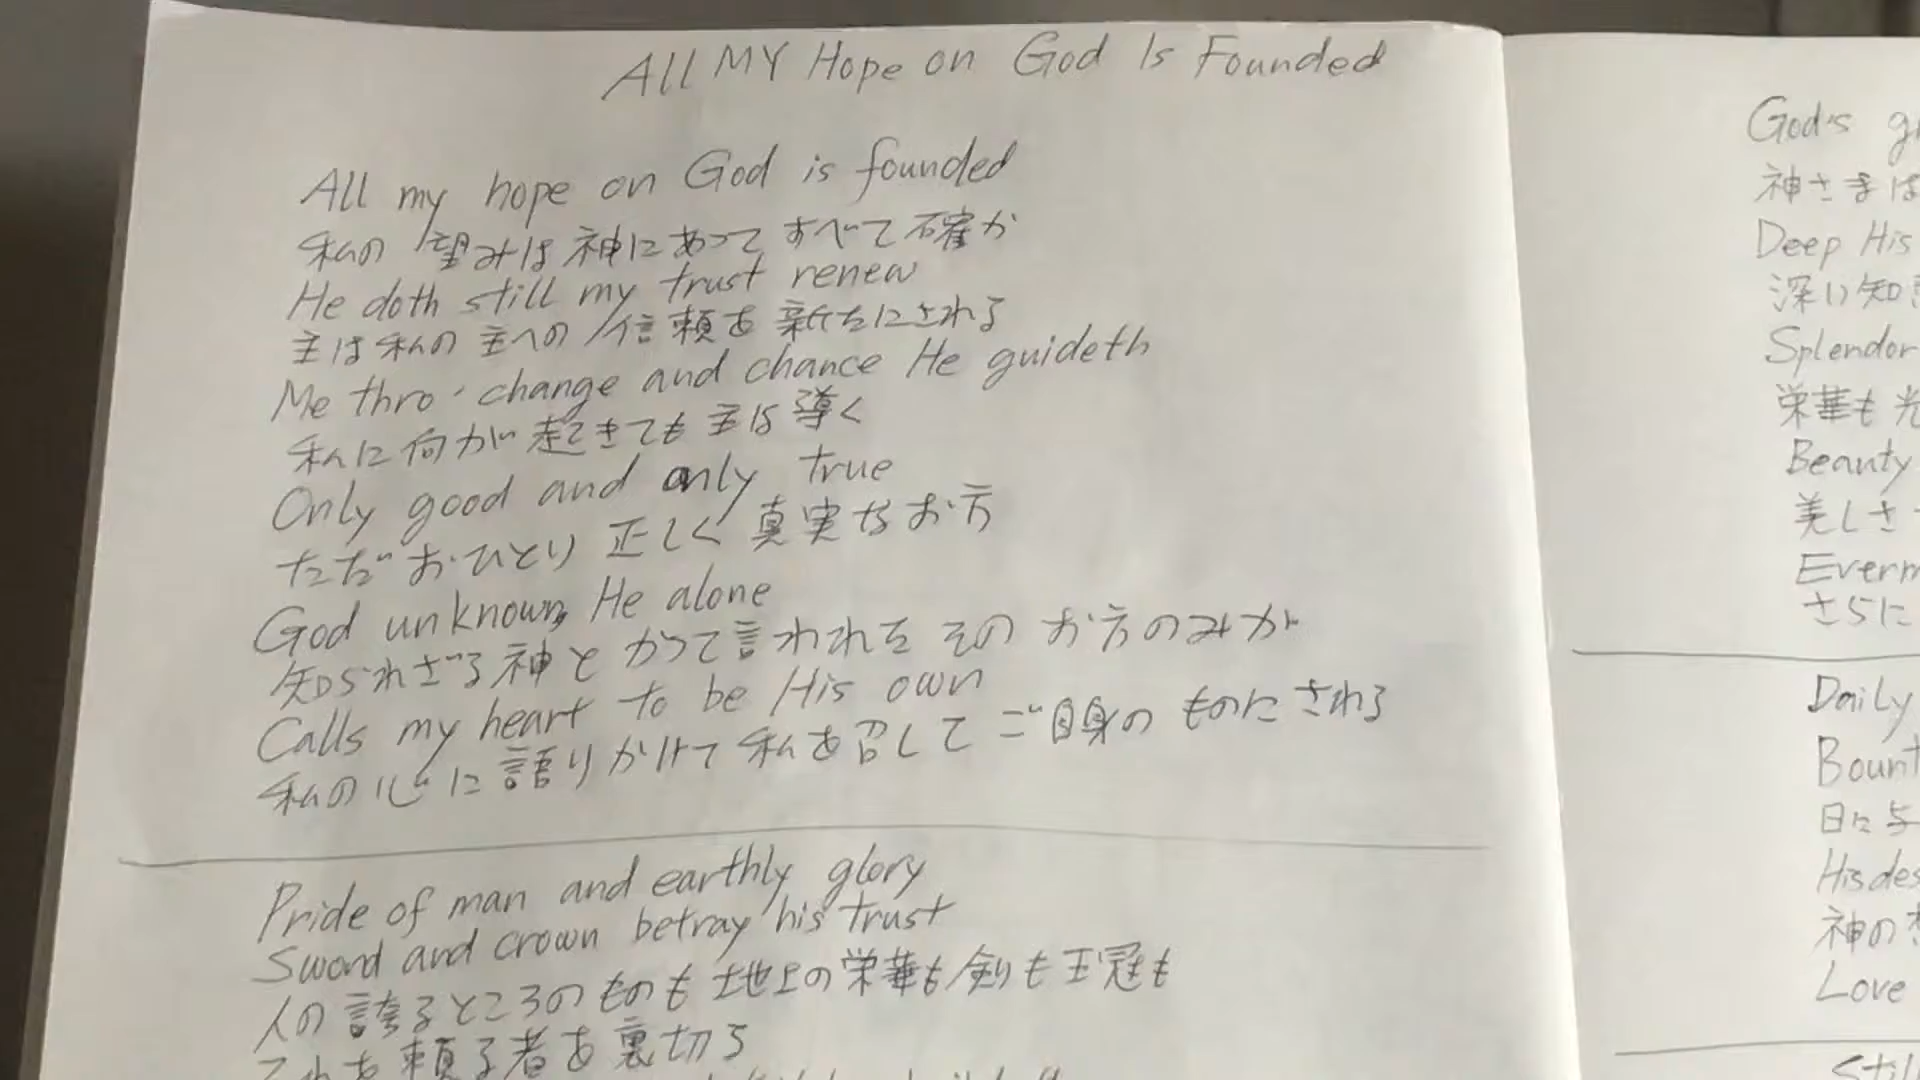 All MY Hope on God Is Founded
All my hope on God is founded
私の望みは神にあってすべて確か
He doth still my trust renew
主は私の主への信頼を新たにされる
Me thro' change and chance He guideth
私に何が起きても主は導く
Only good and only true
ただおひとり 正しく 真実なお方
God unknown, He alone
知られざる神と かつて言われた そのお方のみが
Calls my heart to be His own
私の心に語りかけて 私を召して ご自身のものにされる
Pride of man and earthly glory
Sword and crown betray his trust
人の誇るところのものも 地上の栄華も 剣も王冠も
それを頼る者を裏切る
God's
神さまは
Deep His
深い知
Splendor
栄華も光
Beauty
美しさ
Everm
さらに
Daily
Bount
日に与
His des
神の
Love
Still